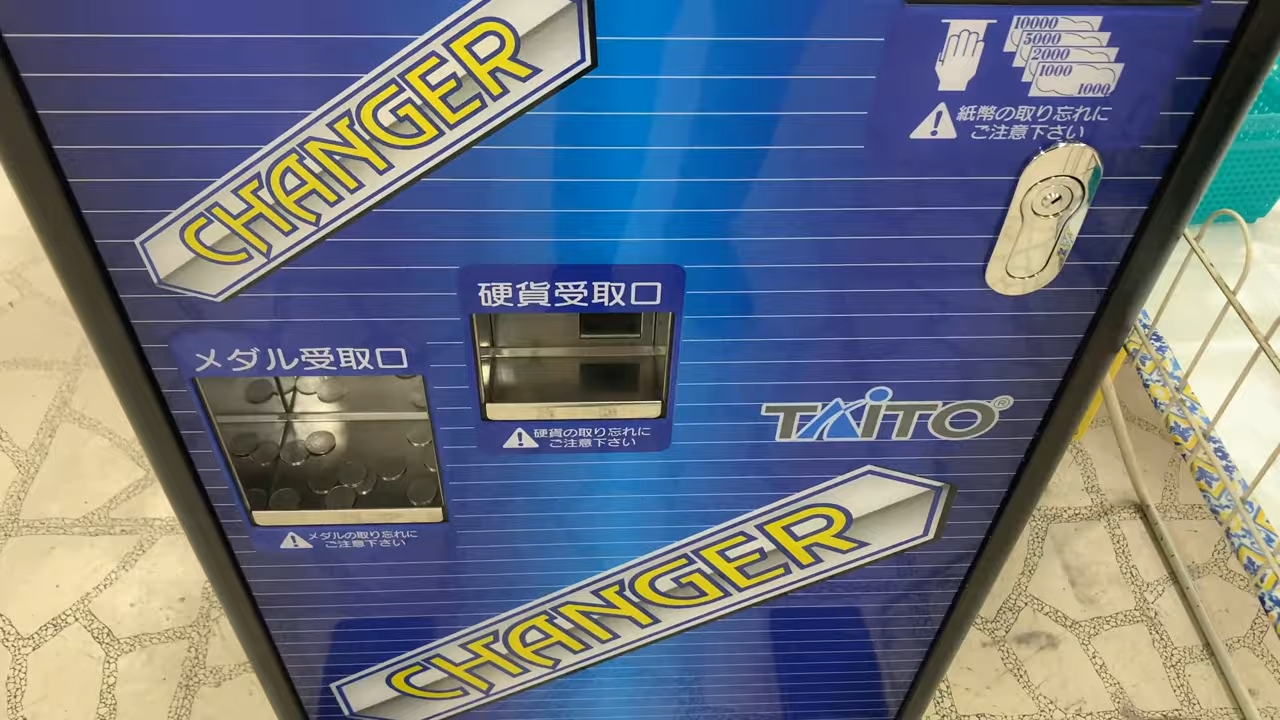 CHANGER
10000
5000
2000
1000
1000
紙幣の取り忘れに
ご注意下さい
硬貨受取口
メダル受取口
硬貨の取り忘れに
ご注意下さい
TAITO®
メダルの取り忘れに
ご注意下さい
CHANGER